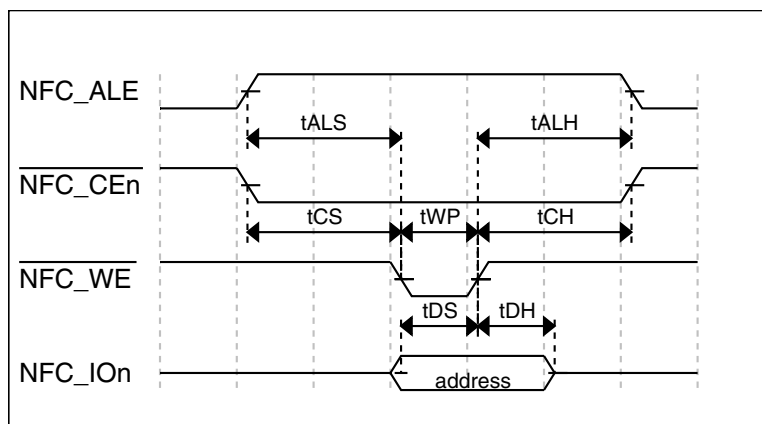 NFC_ALE
tALS tALH
NFC_CEn
tCS tWP tCH
NFC_WE
tDS tDH
NFC_IOn
address